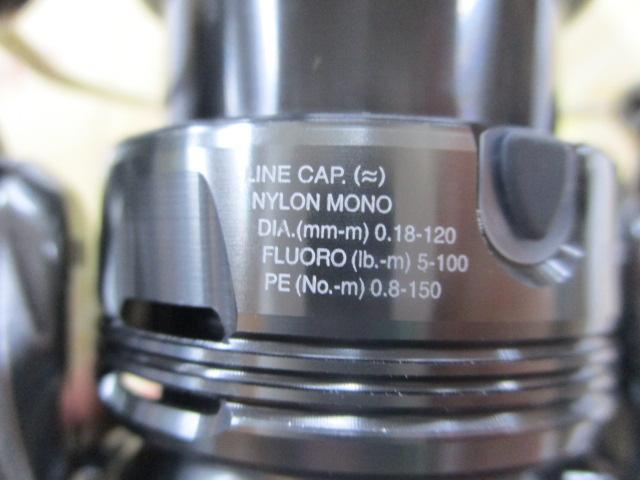 LINE CAP. (≈)
NYLON MONO
DIA.(mm-m) 0.18-120
FLUORO (lb.-m) 5-100
PE (No.-m) 0.8-150